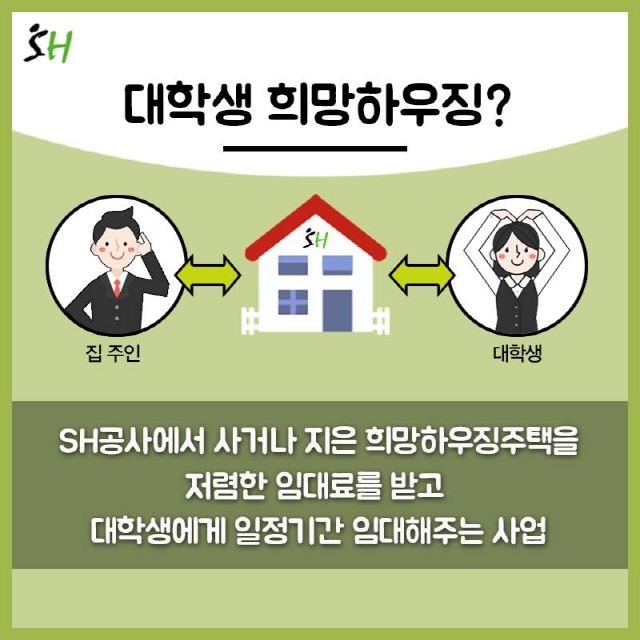 SH
대학생 희망하우징?
SH
집 주인
대학생
SH공사에서 사거나 지은 희망하우징주택을
저렴한 임대료를 받고
대학생에게 일정기간 임대해주는 사업